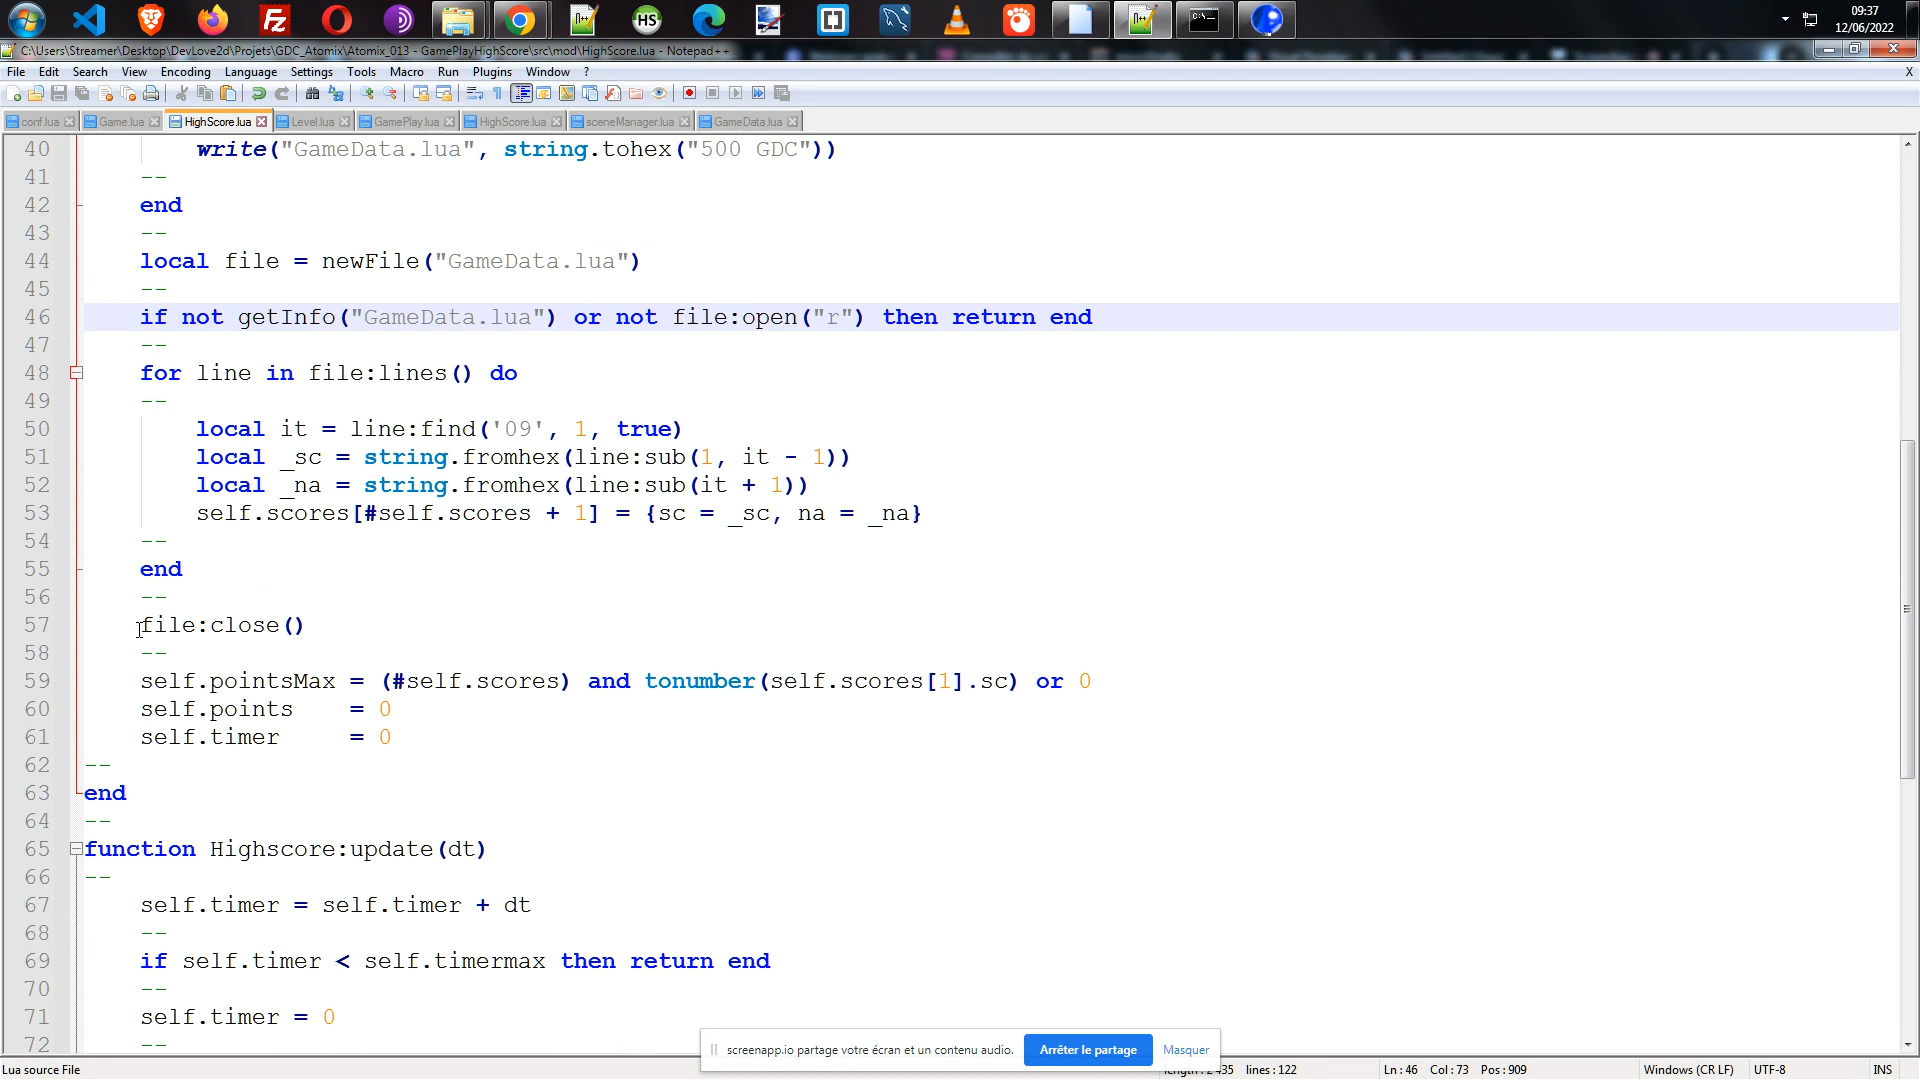 09:37
12/06/2022
C:\Users\Streamer\Desktop\DevLove2d\Projets\GDC_Atomix\Atomix_013 - GamePlayHighScore\src\mod\HighScore.lua - Notepad++
File Edit Search View Encoding Language Settings Tools Macro Run Plugins Window ? X
conf.lua Game.lua HighScore.lua Level.lua GamePlay.lua HighScore.lua sceneManager.lua GameData.lua
40 write("GameData.lua", string.tohex("500 GDC"))
41 --
42 end
43 --
44 local file = newFile("GameData.lua")
45 --
46 if not getInfo("GameData.lua") or not file:open("r") then return end
47 --
48 for line in file:lines() do
49 --
50 local it = line:find('09', 1, true)
51 local _sc = string.fromhex(line:sub(1, it - 1))
52 local _na = string.fromhex(line:sub(it + 1))
53 self.scores[#self.scores + 1] = {sc = _sc, na = _na}
54 --
55 end
56 --
57 file:close()
58 --
59 self.pointsMax = (#self.scores) and tonumber(self.scores[1].sc) or 0
60 self.points = 0
61 self.timer = 0
62 --
63 end
64 --
65 function Highscore:update(dt)
66 --
67 self.timer = self.timer + dt
68 --
69 if self.timer < self.timermax then return end
70 --
71 self.timer = 0
72 --
screenapp.io partage votre écran et un contenu audio. Arrêter le partage Masquer
Lua source File lines : 122 Ln : 46 Col : 73 Pos : 909 Windows (CR LF) UTF-8 INS